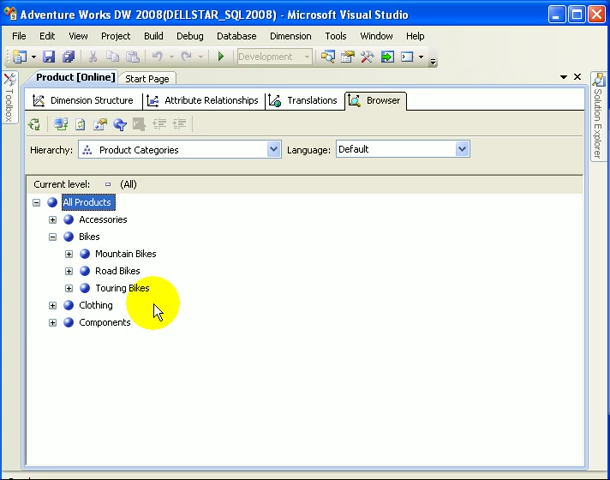 Adventure Works DW 2008(DELLSTAR_SQL2008) - Microsoft Visual Studio
File Edit View Project Build Debug Database Dimension Tools Window Help
Development
Product [Online] Start Page
Toolbox
Solution Explorer
Dimension Structure Attribute Relationships Translations Browser
Hierarchy: Product Categories Language: Default
Current level: (All)
All Products
Accessories
Bikes
Mountain Bikes
Road Bikes
Touring Bikes
Clothing
Components